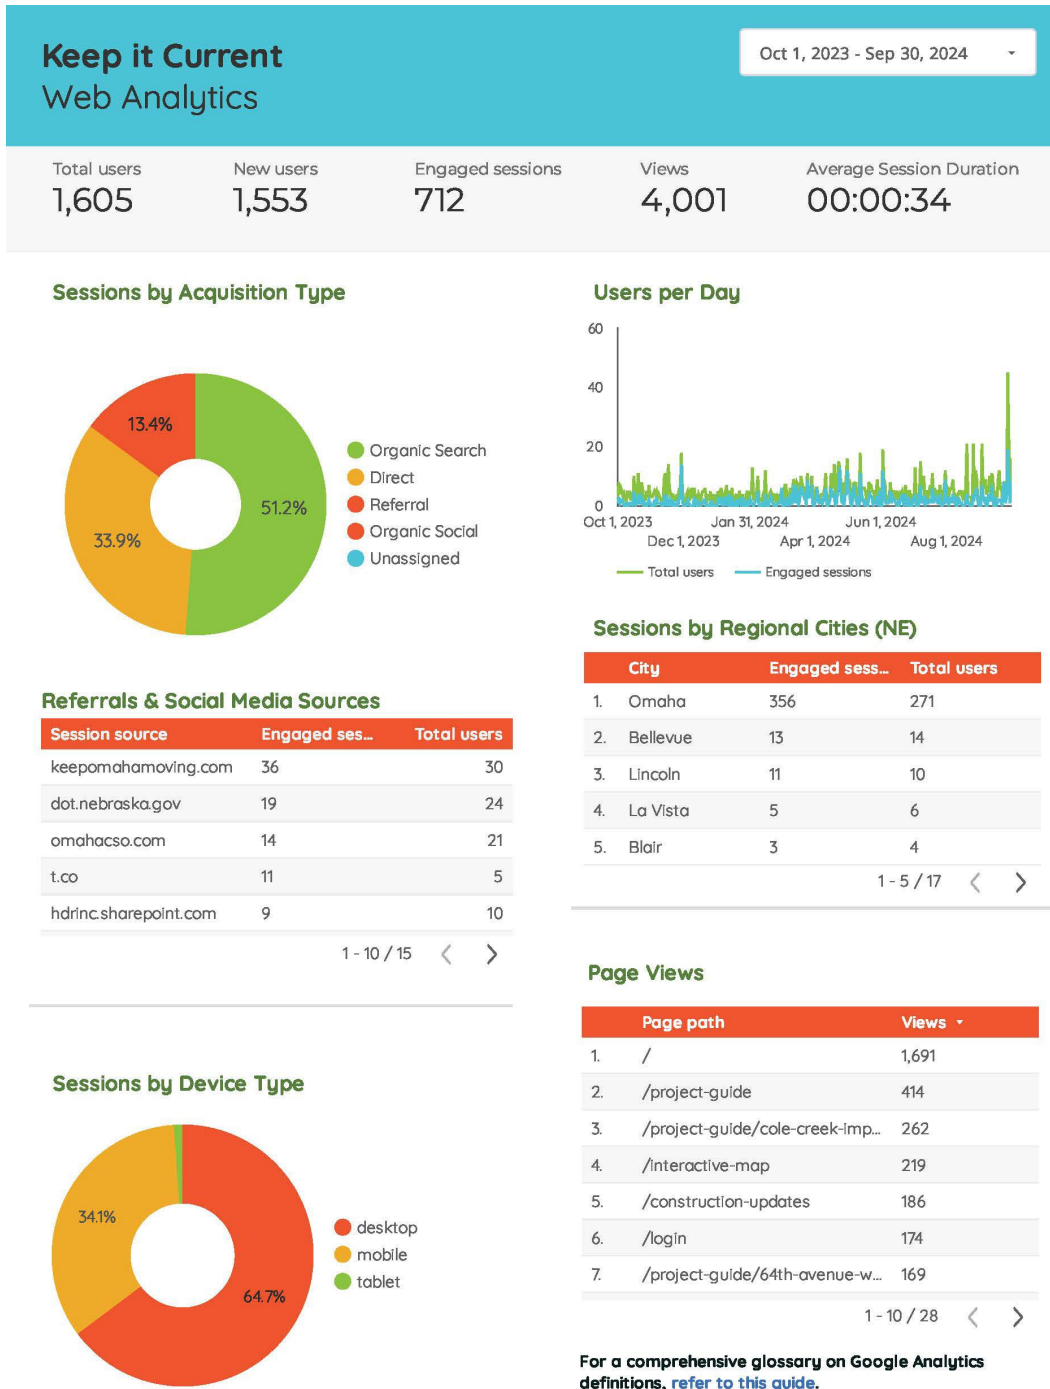 Keep it Current
Web Analytics
Oct 1, 2023 - Sep 30, 2024
Total users
1,605
New users
1,553
Engaged sessions
712
Views
4,001
Average Session Duration
00:00:34
Sessions by Acquisition Type
13.4%
51.2%
33.9%
Organic Search
Direct
Referral
Organic Social
Unassigned
Users per Day
60
40
20
0
Oct 1, 2023
Dec 1, 2023
Jan 31, 2024
Apr 1, 2024
Jun 1, 2024
Aug 1, 2024
Total users
Engaged sessions
Referrals & Social Media Sources
Session source Engaged ses... Total users
keepomahamoving.com 36 30
dot.nebraska.gov 19 24
omahacso.com 14 21
t.co 11 5
hdrinc.sharepoint.com 9 10
1 - 10 / 15
Sessions by Regional Cities (NE)
City Engaged sess... Total users
1. Omaha 356 271
2. Bellevue 13 14
3. Lincoln 11 10
4. La Vista 5 6
5. Blair 3 4
1 - 5 / 17
Sessions by Device Type
34.1%
64.7%
desktop
mobile
tablet
Page Views
Page path Views
1. / 1,691
2. /project-guide 414
3. /project-guide/cole-creek-imp... 262
4. /interactive-map 219
5. /construction-updates 186
6. /login 174
7. /project-guide/64th-avenue-w... 169
1 - 10 / 28
For a comprehensive glossary on Google Analytics
definitions, refer to this guide.